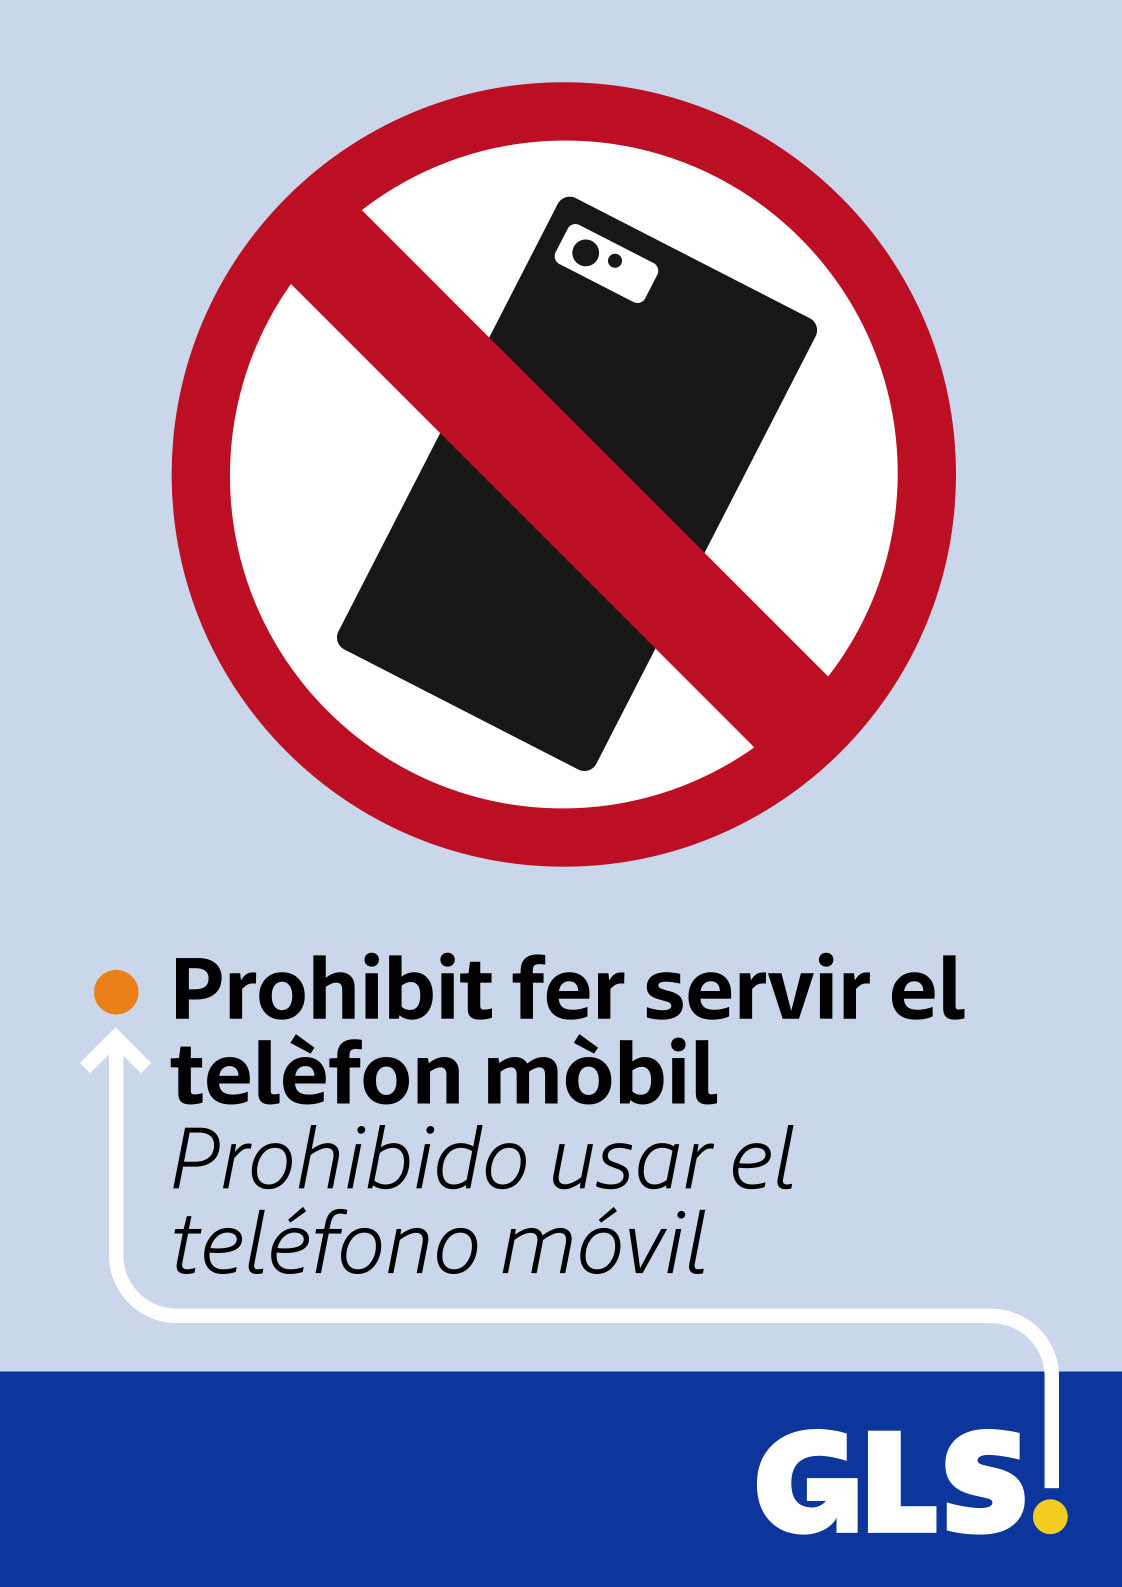 Prohibit fer servir el
telèfon mòbil
Prohibido usar el
teléfono móvil
GLS.